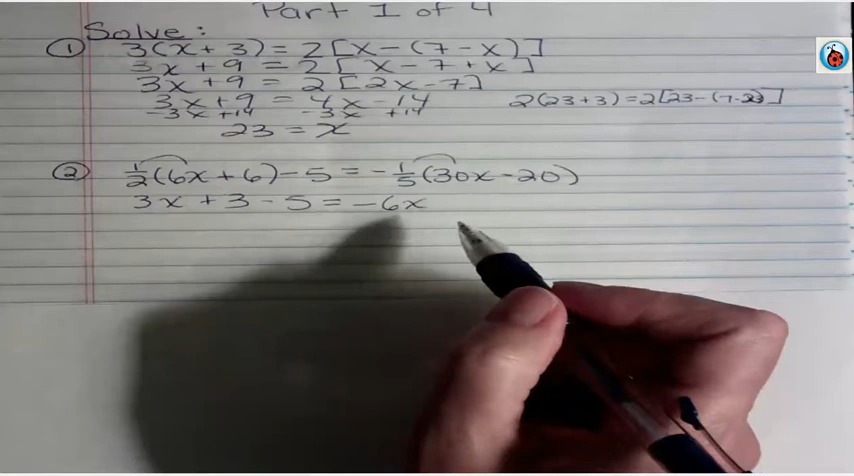 Part 1 of 4
Solve:
① 3(x + 3) = 2[x - (7 - x)]
3x + 9 = 2[x - 7 + x]
3x + 9 = 2[2x - 7]
3x + 9 = 4x - 14
-3x +14 -3x +14
23 = x
2(23 + 3) = 2[23 - (7 - 23)]
② 1/2(6x + 6) - 5 = -1/5(30x - 20)
3x + 3 - 5 = -6x